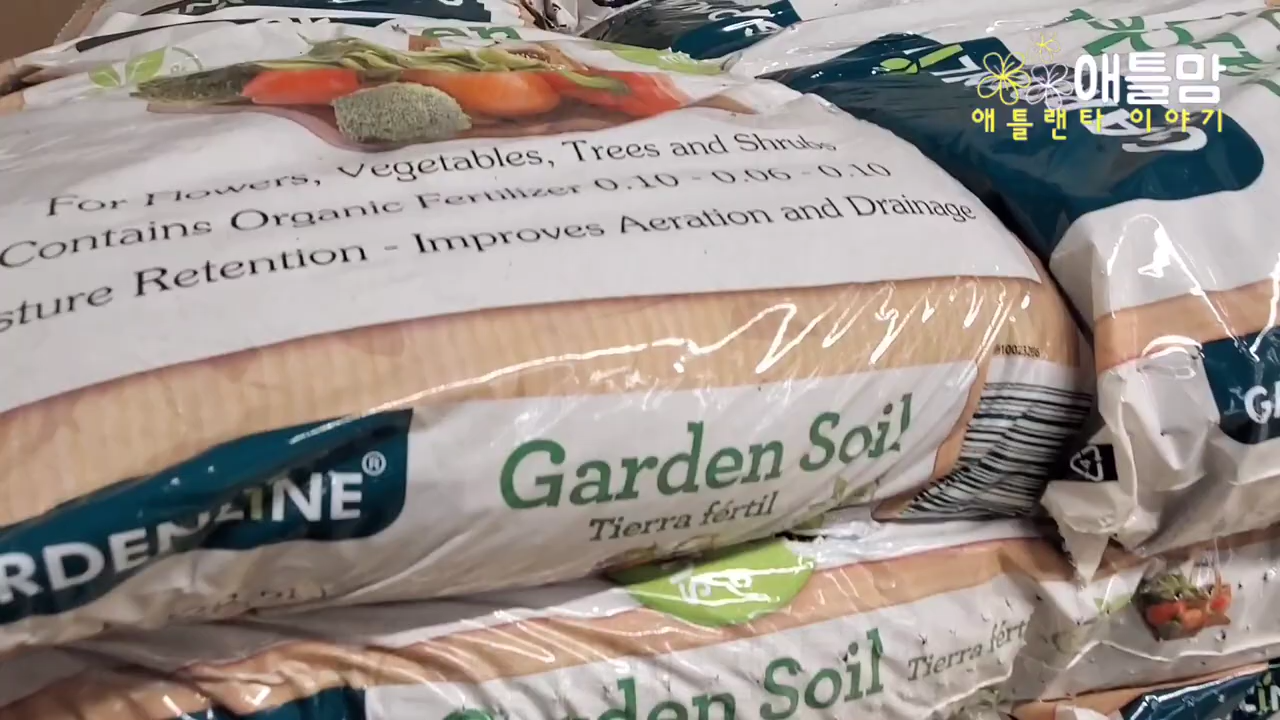 애틀맘
애틀랜타 이야기
For Flowers, Vegetables, Trees and Shrubs
Contains Organic Fertilizer 0.10 - 0.06 - 0.10
sture Retention - Improves Aeration and Drainage
RDENLINE®
Garden Soil
Tierra fértil
Garden Soil
Tierra fért